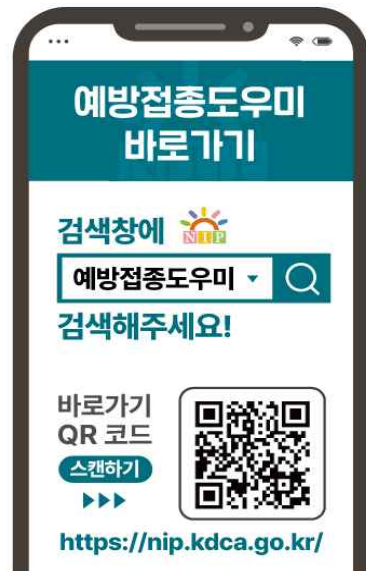 예방접종도우미
바로가기
검색창에 NIP
예방접종도우미
검색해주세요!
바로가기
QR 코드
스캔하기
https://nip.kdca.go.kr/